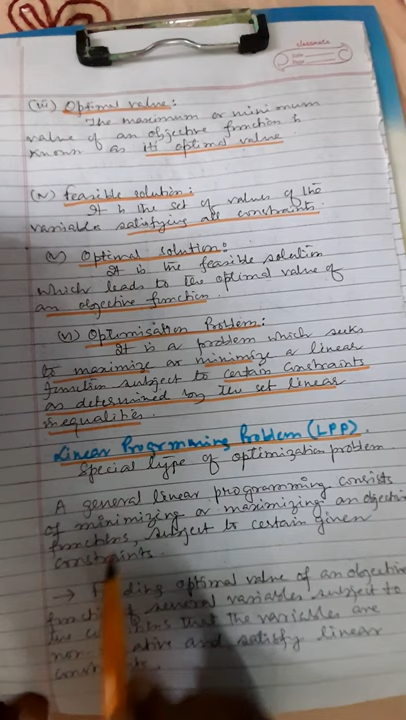 classmate
Date
Page
(iii) Optimal value:
The maximum or minimum
value of an objective function is
known as its optimal value
(iv) feasible solution:
It is the set of values of the
variables satisfying all constraints.
(v) Optimal solution:
It is the feasible solution
which leads to the optimal value of
an objective function.
(vi) Optimisation Problem:
It is a problem which seeks
to maximize or minimize a linear
function subject to certain constraints
as determined by the set linear
inequalities.
Linear Programming Problem (LPP).
Special type of optimization problem
A general linear programming consists
of minimizing or maximizing an objective
functions, subject to certain given
constraints.
→ optimal value of an objective
several variables subject to
the that the variables are
and satisfy linear